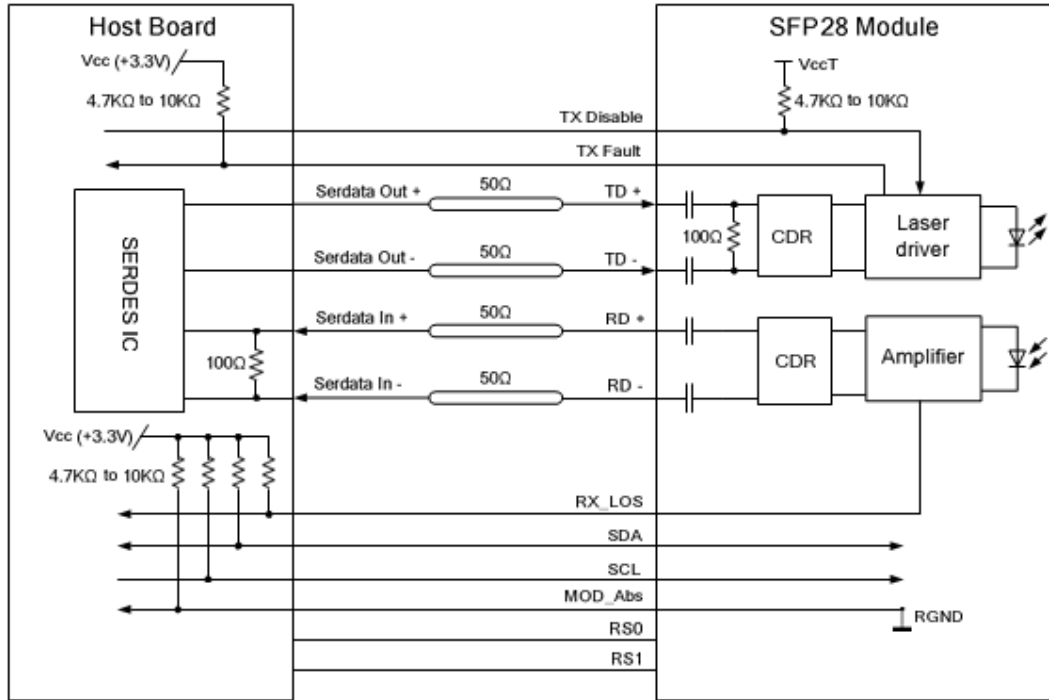 Host Board
SFP28 Module
Vcc (+3.3V)
VccT
4.7KΩ to 10KΩ
4.7KΩ to 10KΩ
TX Disable
TX Fault
Serdata Out +
50Ω
TD +
100Ω
CDR
Laser
driver
Serdata Out -
50Ω
TD -
SERDES IC
Serdata In +
50Ω
RD +
100Ω
CDR
Amplifier
Serdata In -
50Ω
RD -
Vcc (+3.3V)
4.7KΩ to 10KΩ
RX_LOS
SDA
SCL
MOD_Abs
RGND
RS0
RS1